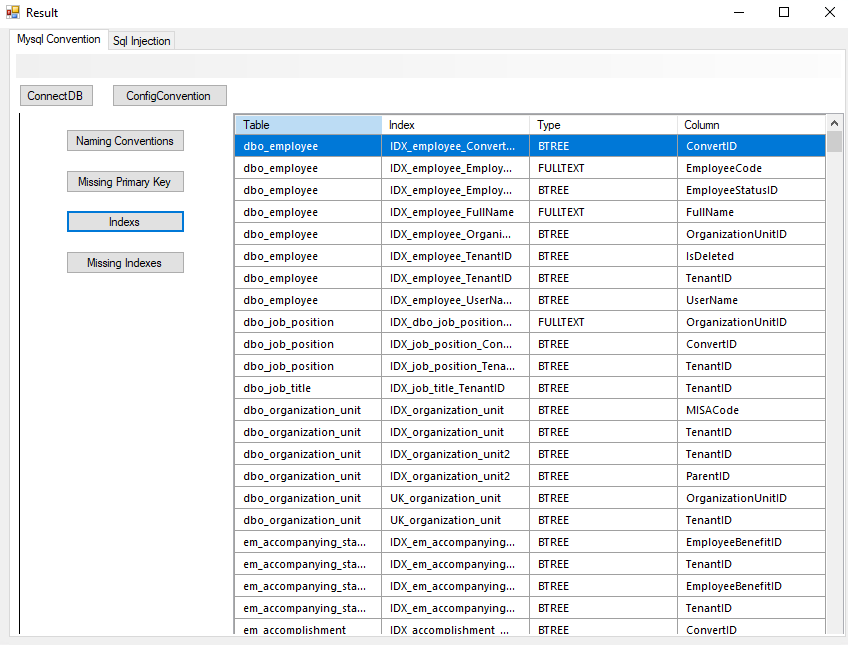 Result
Mysql Convention Sql Injection
ConnectDB ConfigConvention
Naming Conventions
Missing Primary Key
Indexs
Missing Indexes
Table Index Type Column
dbo_employee IDX_employee_Convert... BTREE ConvertID
dbo_employee IDX_employee_Employ... FULLTEXT EmployeeCode
dbo_employee IDX_employee_Employ... BTREE EmployeeStatusID
dbo_employee IDX_employee_FullName FULLTEXT FullName
dbo_employee IDX_employee_Organi... BTREE OrganizationUnitID
dbo_employee IDX_employee_TenantID BTREE IsDeleted
dbo_employee IDX_employee_TenantID BTREE TenantID
dbo_employee IDX_employee_UserNa... BTREE UserName
dbo_job_position IDX_dbo_job_position... FULLTEXT OrganizationUnitID
dbo_job_position IDX_job_position_Con... BTREE ConvertID
dbo_job_position IDX_job_position_Tena... BTREE TenantID
dbo_job_title IDX_job_title_TenantID BTREE TenantID
dbo_organization_unit IDX_organization_unit BTREE MISACode
dbo_organization_unit IDX_organization_unit BTREE TenantID
dbo_organization_unit IDX_organization_unit2 BTREE TenantID
dbo_organization_unit IDX_organization_unit2 BTREE ParentID
dbo_organization_unit UK_organization_unit BTREE OrganizationUnitID
dbo_organization_unit UK_organization_unit BTREE TenantID
em_accompanying_sta... IDX_em_accompanying... BTREE EmployeeBenefitID
em_accompanying_sta... IDX_em_accompanying... BTREE TenantID
em_accompanying_sta... IDX_em_accompanying... BTREE EmployeeBenefitID
em_accompanying_sta... IDX_em_accompanying... BTREE TenantID
em_accomplishment IDX_accomplishment_... BTREE ConvertID